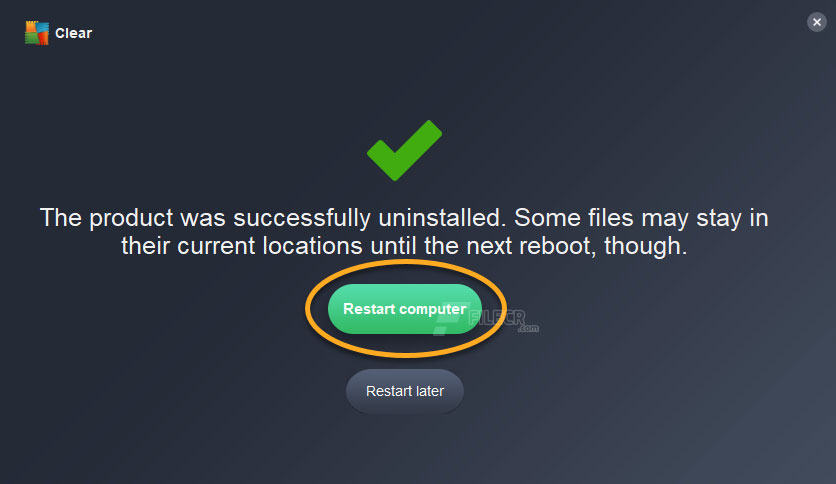 Clear
The product was successfully uninstalled. Some files may stay in
their current locations until the next reboot, though.
Restart computer
FILECR
.com
Restart later